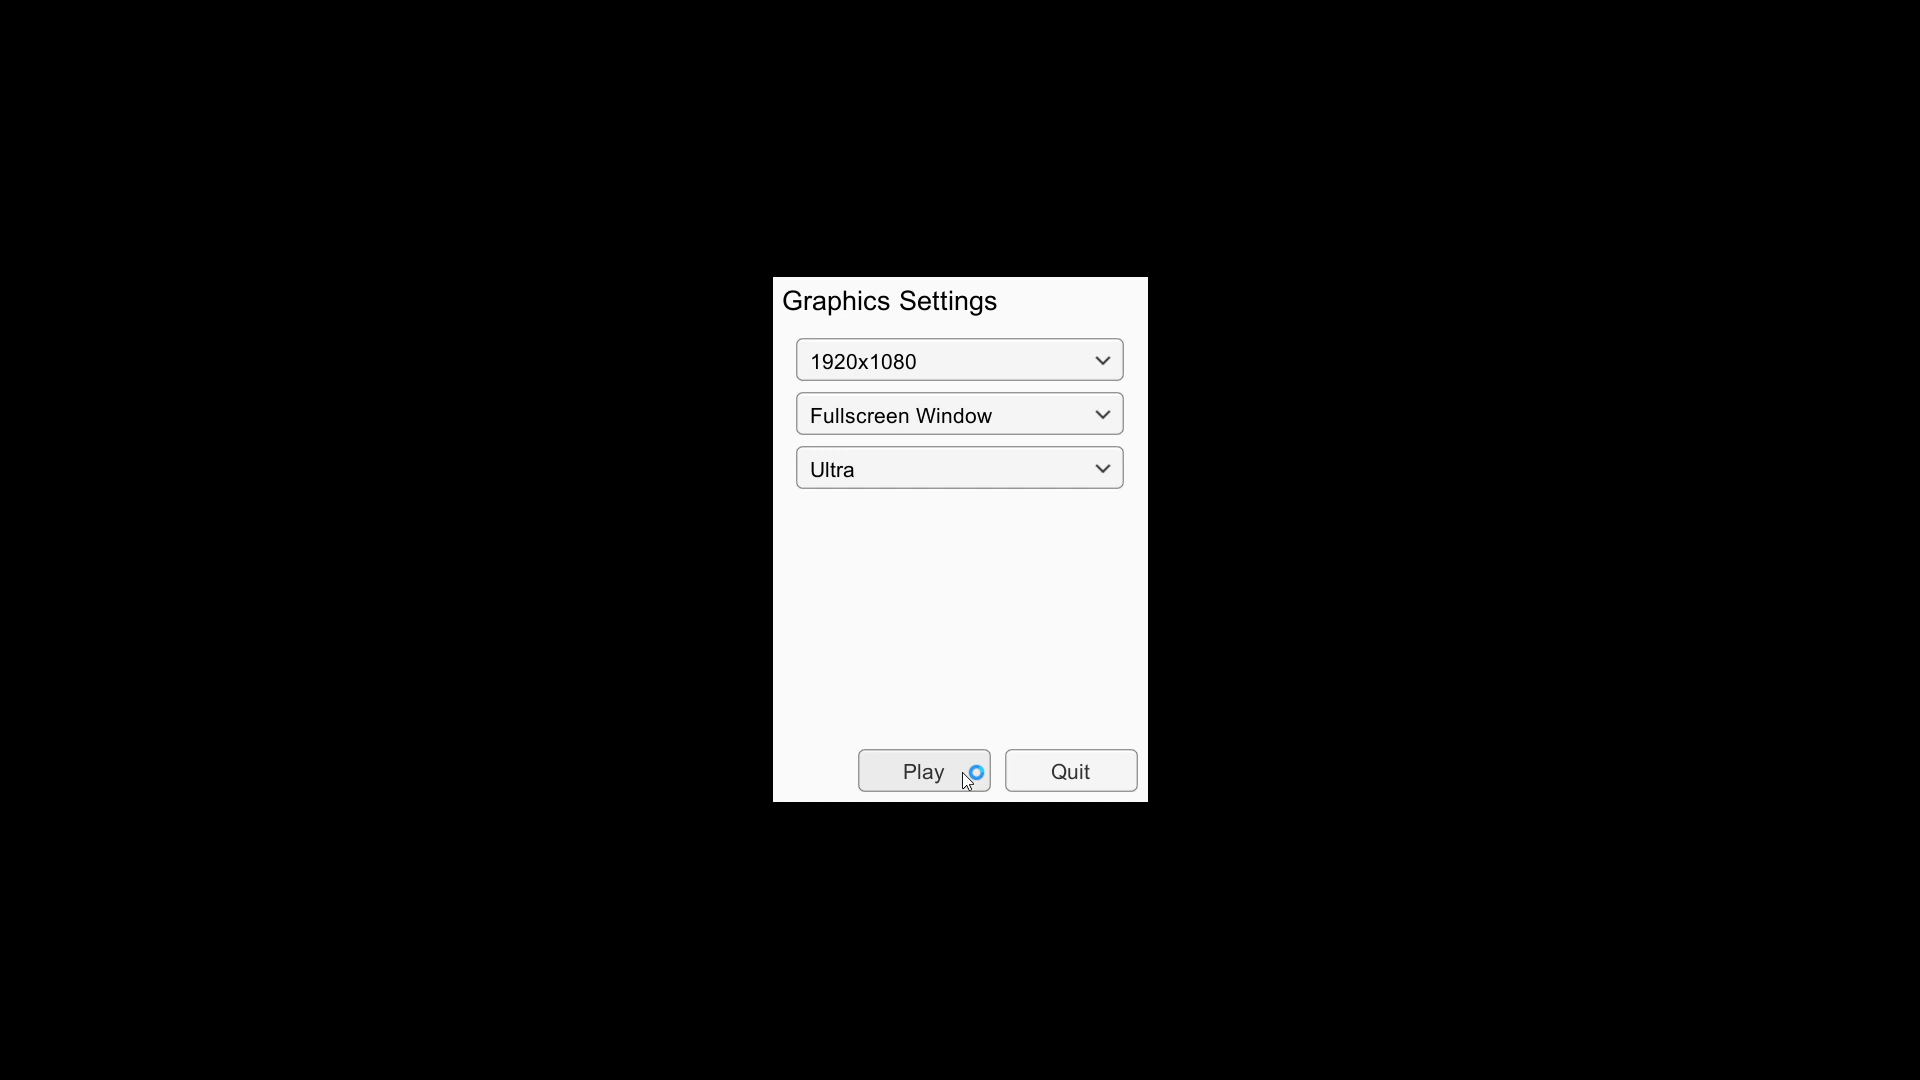 Graphics Settings
1920x1080
Fullscreen Window
Ultra
Play
Quit